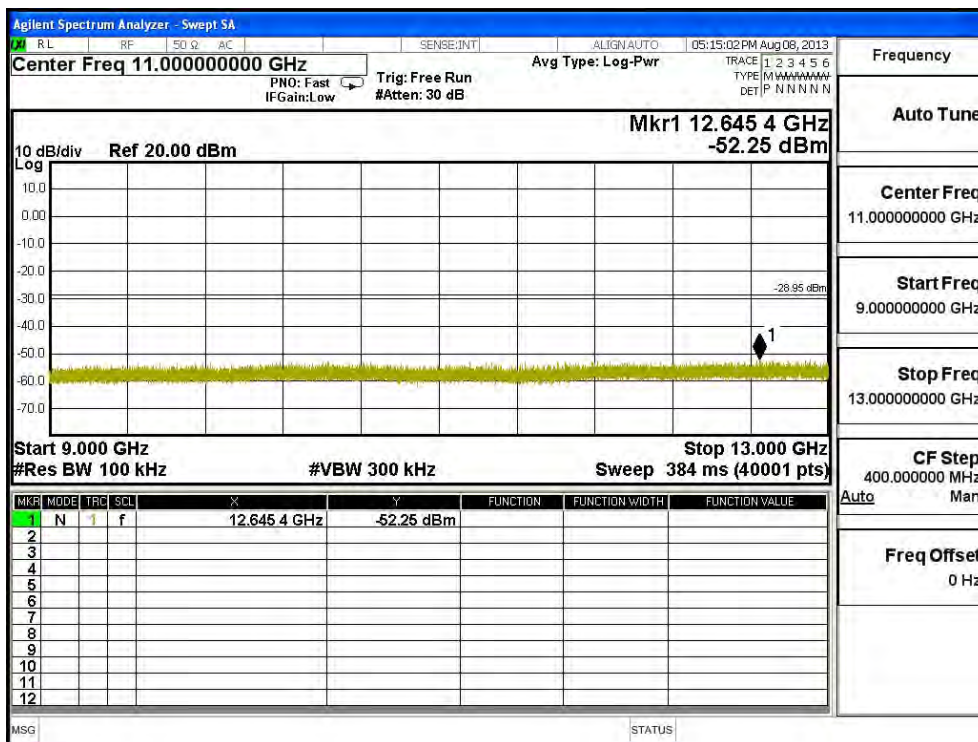 Agilent Spectrum Analyzer - Swept SA
RL RF 50 Ω AC SENSE:INT ALIGNAUTO 05:15:02 PM Aug 08, 2013
Center Freq 11.000000000 GHz
PNO: Fast
IFGain:Low
Trig: Free Run
#Atten: 30 dB
Avg Type: Log-Pwr
TRACE 1 2 3 4 5 6
TYPE M
DET P N N N N N
Mkr1 12.645 4 GHz
-52.25 dBm
10 dB/div Ref 20.00 dBm
Log
10.0
0.00
-10.0
-20.0
-28.95 dBm
-30.0
-40.0
1
-50.0
-60.0
-70.0
Start 9.000 GHz Stop 13.000 GHz
#Res BW 100 kHz #VBW 300 kHz Sweep 384 ms (40001 pts)
MKR MODE TRC SCL X Y FUNCTION FUNCTION WIDTH FUNCTION VALUE
1 N 1 f 12.645 4 GHz -52.25 dBm
2
3
4
5
6
7
8
9
10
11
12
MSG STATUS
Frequency
Auto Tune
Center Freq
11.000000000 GHz
Start Freq
9.000000000 GHz
Stop Freq
13.000000000 GHz
CF Step
400.000000 MHz
Auto Man
Freq Offset
0 Hz